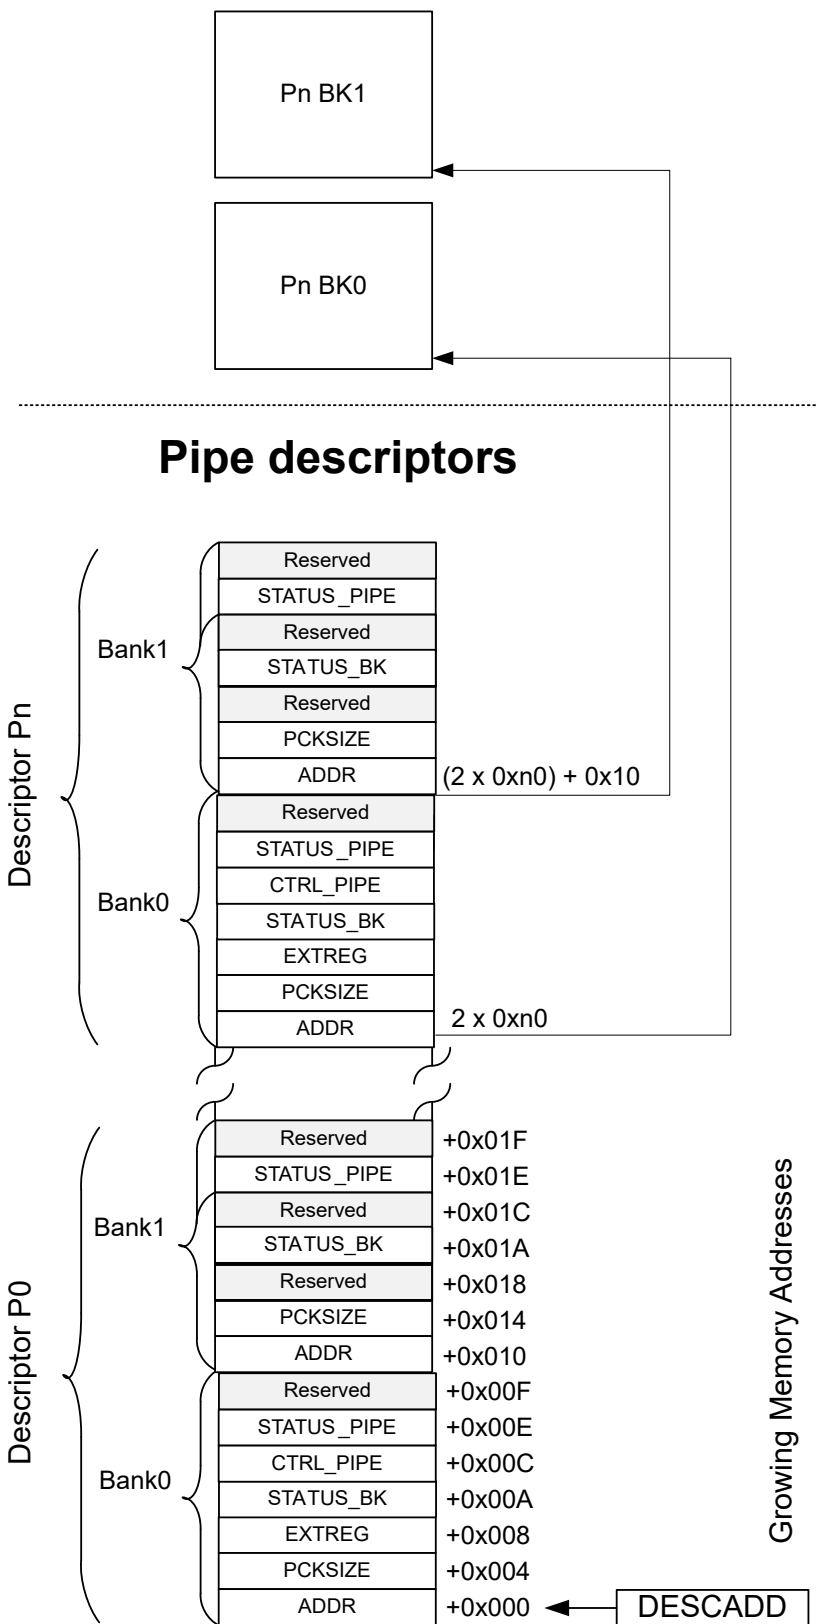 Pn BK1
Pn BK0
Pipe descriptors
Descriptor Pn
Bank1
Reserved
STATUS_PIPE
Reserved
STATUS_BK
Reserved
PCKSIZE
ADDR (2 x 0xn0) + 0x10
Bank0
Reserved
STATUS_PIPE
CTRL_PIPE
STATUS_BK
EXTREG
PCKSIZE
ADDR 2 x 0xn0
Descriptor P0
Bank1
Reserved +0x01F
STATUS_PIPE +0x01E
Reserved +0x01C
STATUS_BK +0x01A
Reserved +0x018
PCKSIZE +0x014
ADDR +0x010
Bank0
Reserved +0x00F
STATUS_PIPE +0x00E
CTRL_PIPE +0x00C
STATUS_BK +0x00A
EXTREG +0x008
PCKSIZE +0x004
ADDR +0x000 DESCADD
Growing Memory Addresses